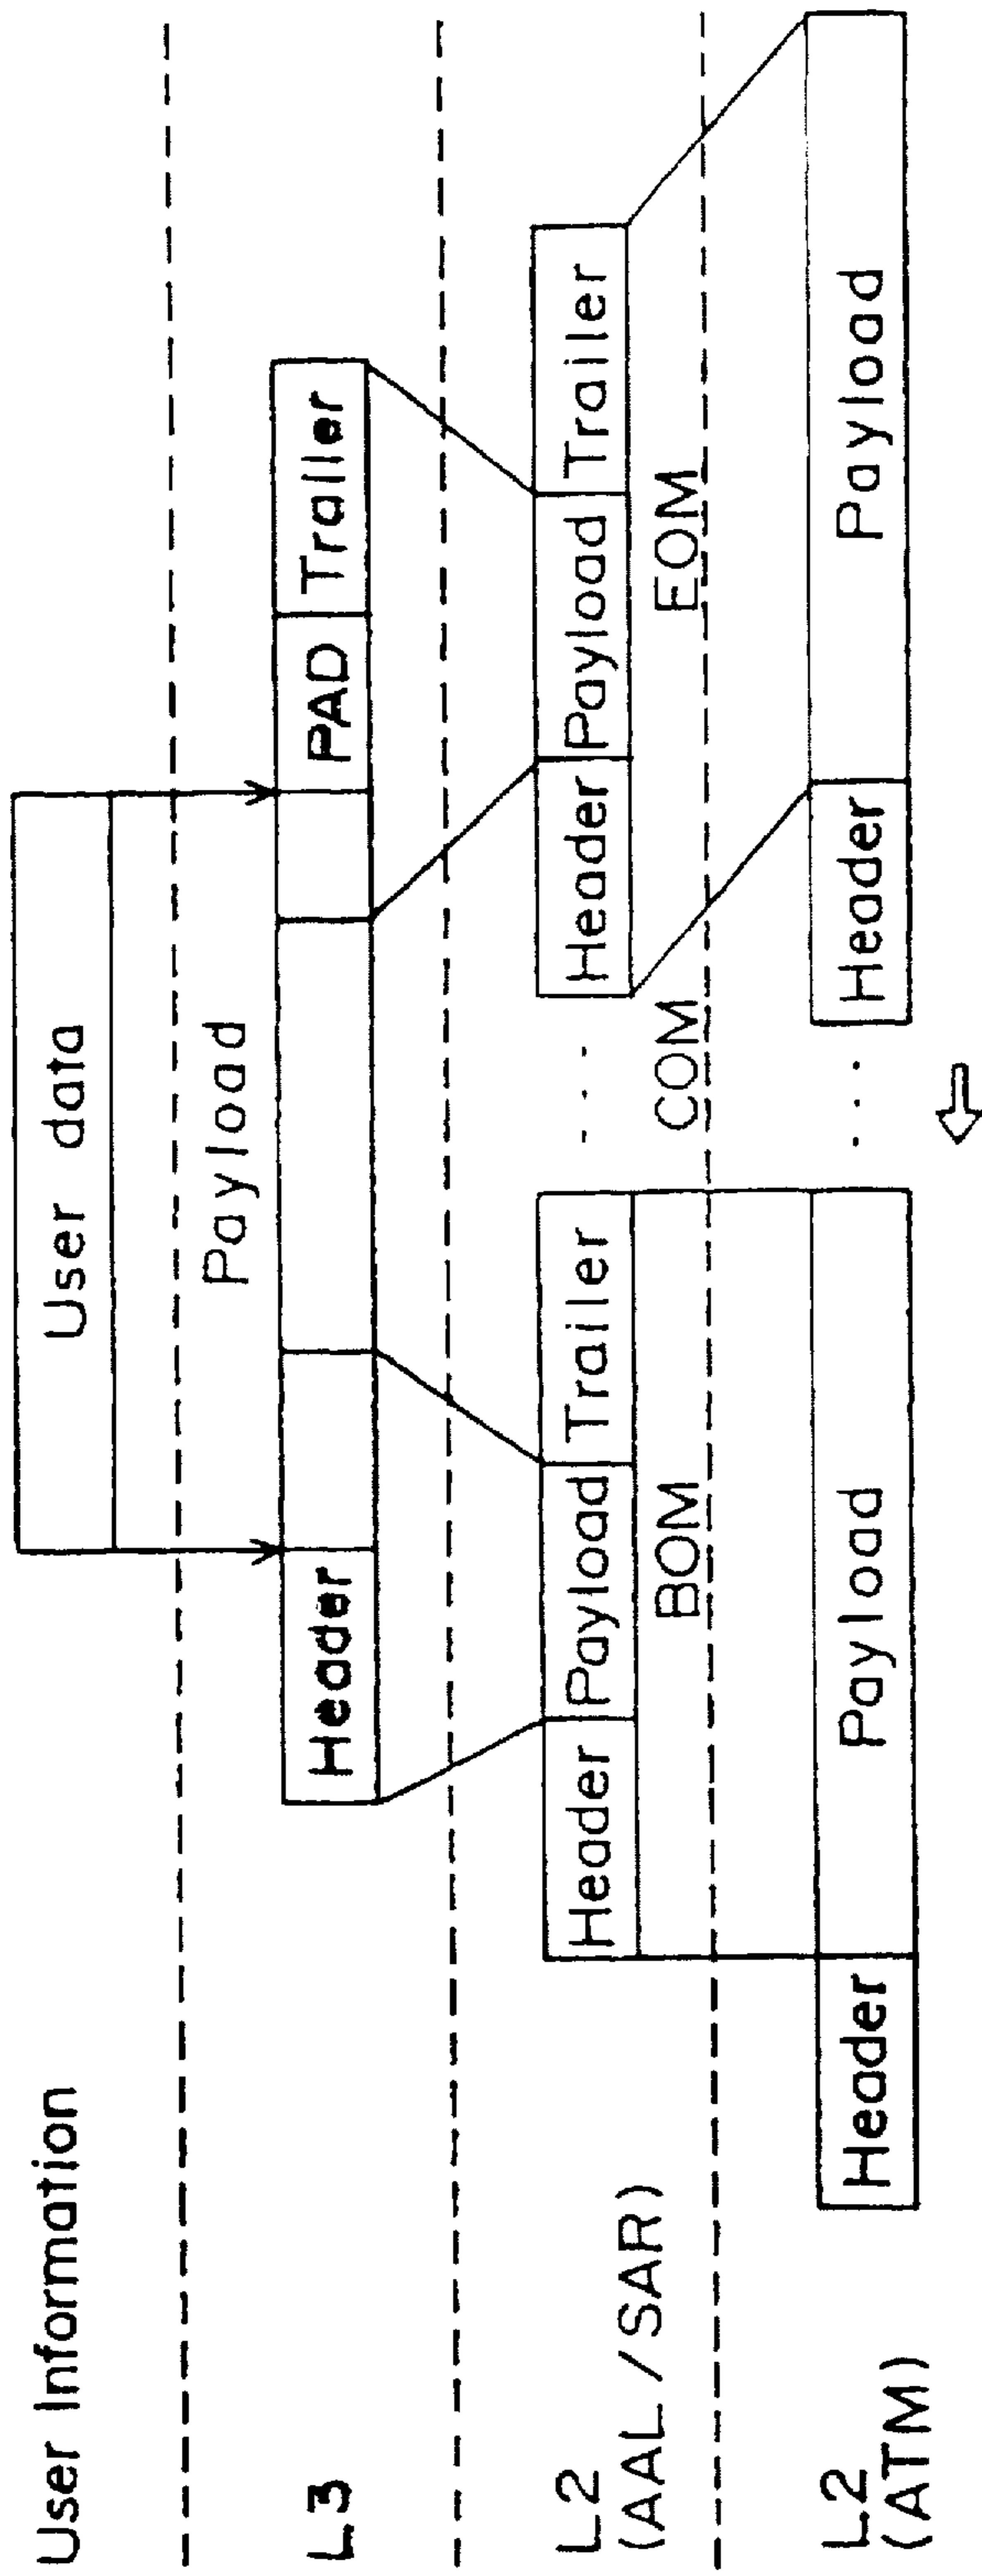 User Information
User data
Payload
L3
Header
PAD
Trailer
L2
(AAL/SAR)
Header
Payload
Trailer
. . . .
Header
Payload
Trailer
BOM
COM
EOM
L2
(ATM)
Header
Payload
. . .
Header
Payload